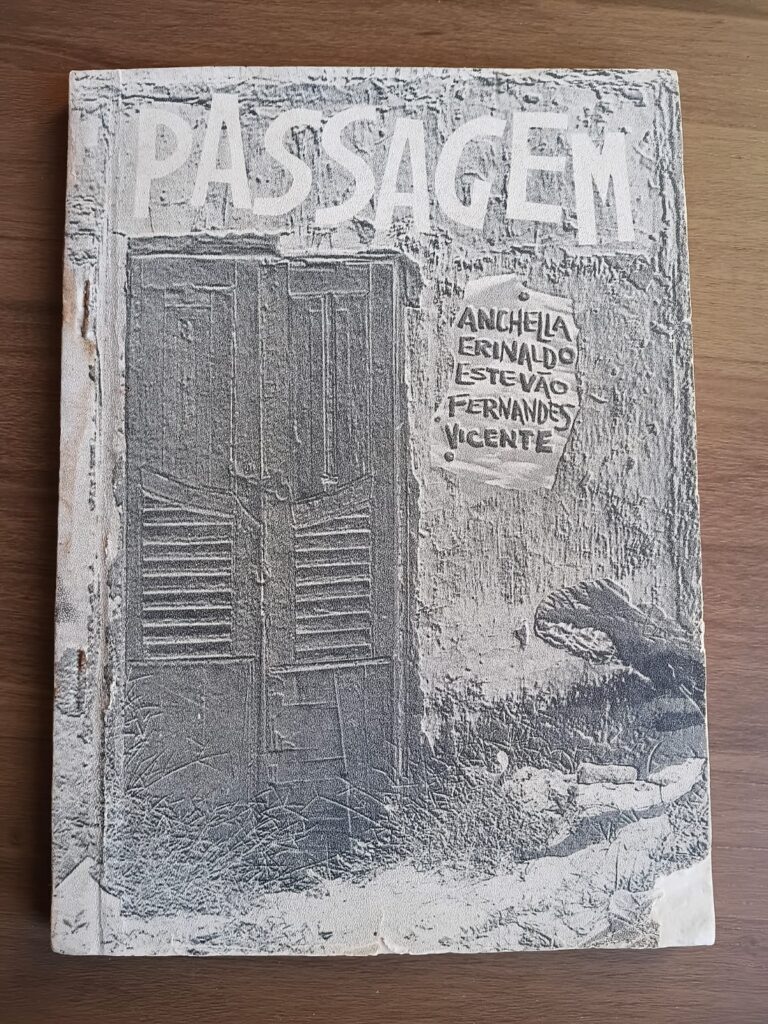 PASSAGEM
ANCHELLA
ERINALDO
ESTEVÃO
FERNANDES
VICENTE